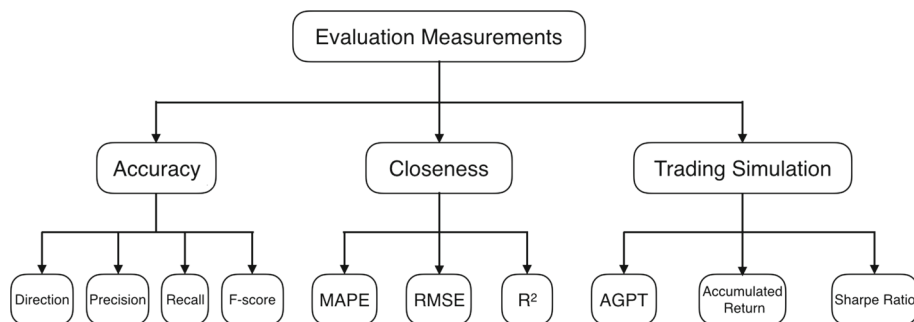 Evaluation Measurements
Accuracy
Closeness
Trading Simulation
Direction
Precision
Recall
F-score
MAPE
RMSE
R²
AGPT
Accumulated
Return
Sharpe Ratio